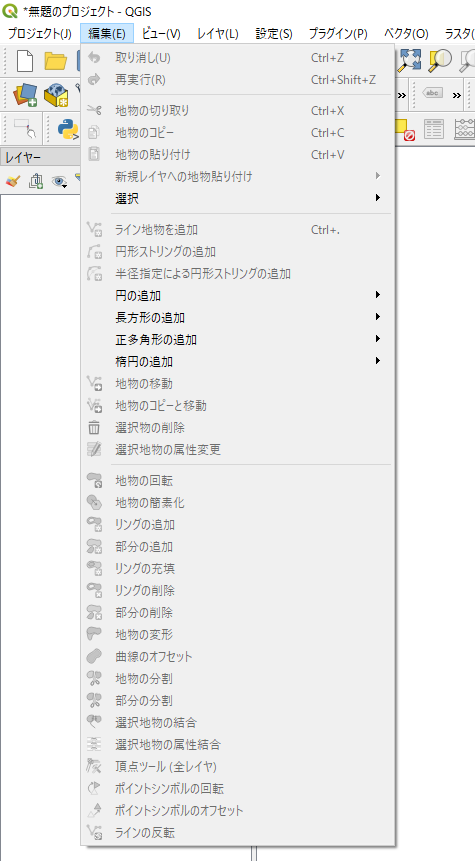 *無題のプロジェクト - QGIS
プロジェクト(J) 編集(E) ビュー(V) レイヤ(L) 設定(S) プラグイン(P) ベクタ(O) ラスタ(
取り消し(U) Ctrl+Z
再実行(R) Ctrl+Shift+Z
地物の切り取り Ctrl+X
地物のコピー Ctrl+C
地物の貼り付け Ctrl+V
新規レイヤへの地物貼り付け
選択
ライン地物を追加 Ctrl+.
円形ストリングの追加
半径指定による円形ストリングの追加
円の追加
長方形の追加
正多角形の追加
楕円の追加
地物の移動
地物のコピーと移動
選択物の削除
選択地物の属性変更
地物の回転
地物の簡素化
リングの追加
部分の追加
リングの充填
リングの削除
部分の削除
地物の変形
曲線のオフセット
地物の分割
部分の分割
選択地物の結合
選択地物の属性結合
頂点ツール (全レイヤ)
ポイントシンボルの回転
ポイントシンボルのオフセット
ラインの反転
レイヤー
abc